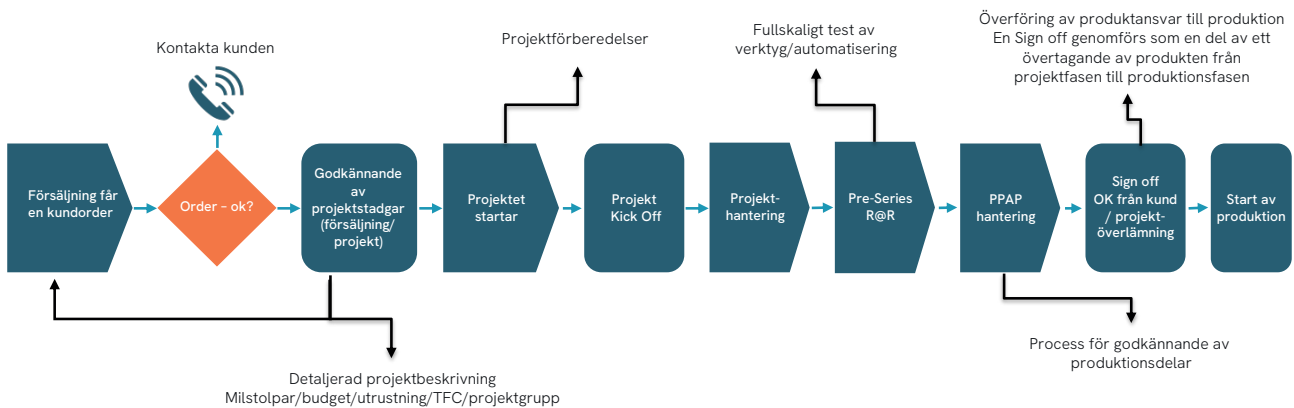 Kontakta kunden
Projektförberedelser
Fullskaligt test av
verktyg/automatisering
Överföring av produktansvar till produktion
En Sign off genomförs som en del av ett
övertagande av produkten från
projektfasen till produktionsfasen
Försäljning får
en kundorder
Order – ok?
Godkännande
av
projektstadgar
(försäljning/
projekt)
Projektet
startar
Projekt
Kick Off
Projekt-
hantering
Pre-Series
R@R
PPAP
hantering
Sign off
OK från kund
/ projekt-
överlämning
Start av
produktion
Detaljerad projektbeskrivning
Milstolpar/budget/utrustning/TFC/projektgrupp
Process för godkännande av
produktionsdelar